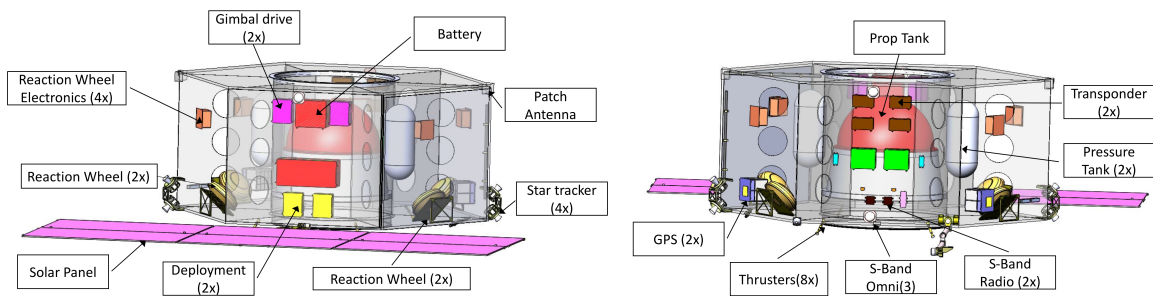 Gimbal drive
(2x)
Battery
Reaction Wheel
Electronics (4x)
Patch
Antenna
Reaction Wheel (2x)
Star tracker
(4x)
Solar Panel
Deployment
(2x)
Reaction Wheel (2x)
Prop Tank
Transponder
(2x)
Pressure
Tank (2x)
GPS (2x)
Thrusters(8x)
S-Band
Omni(3)
S-Band
Radio (2x)